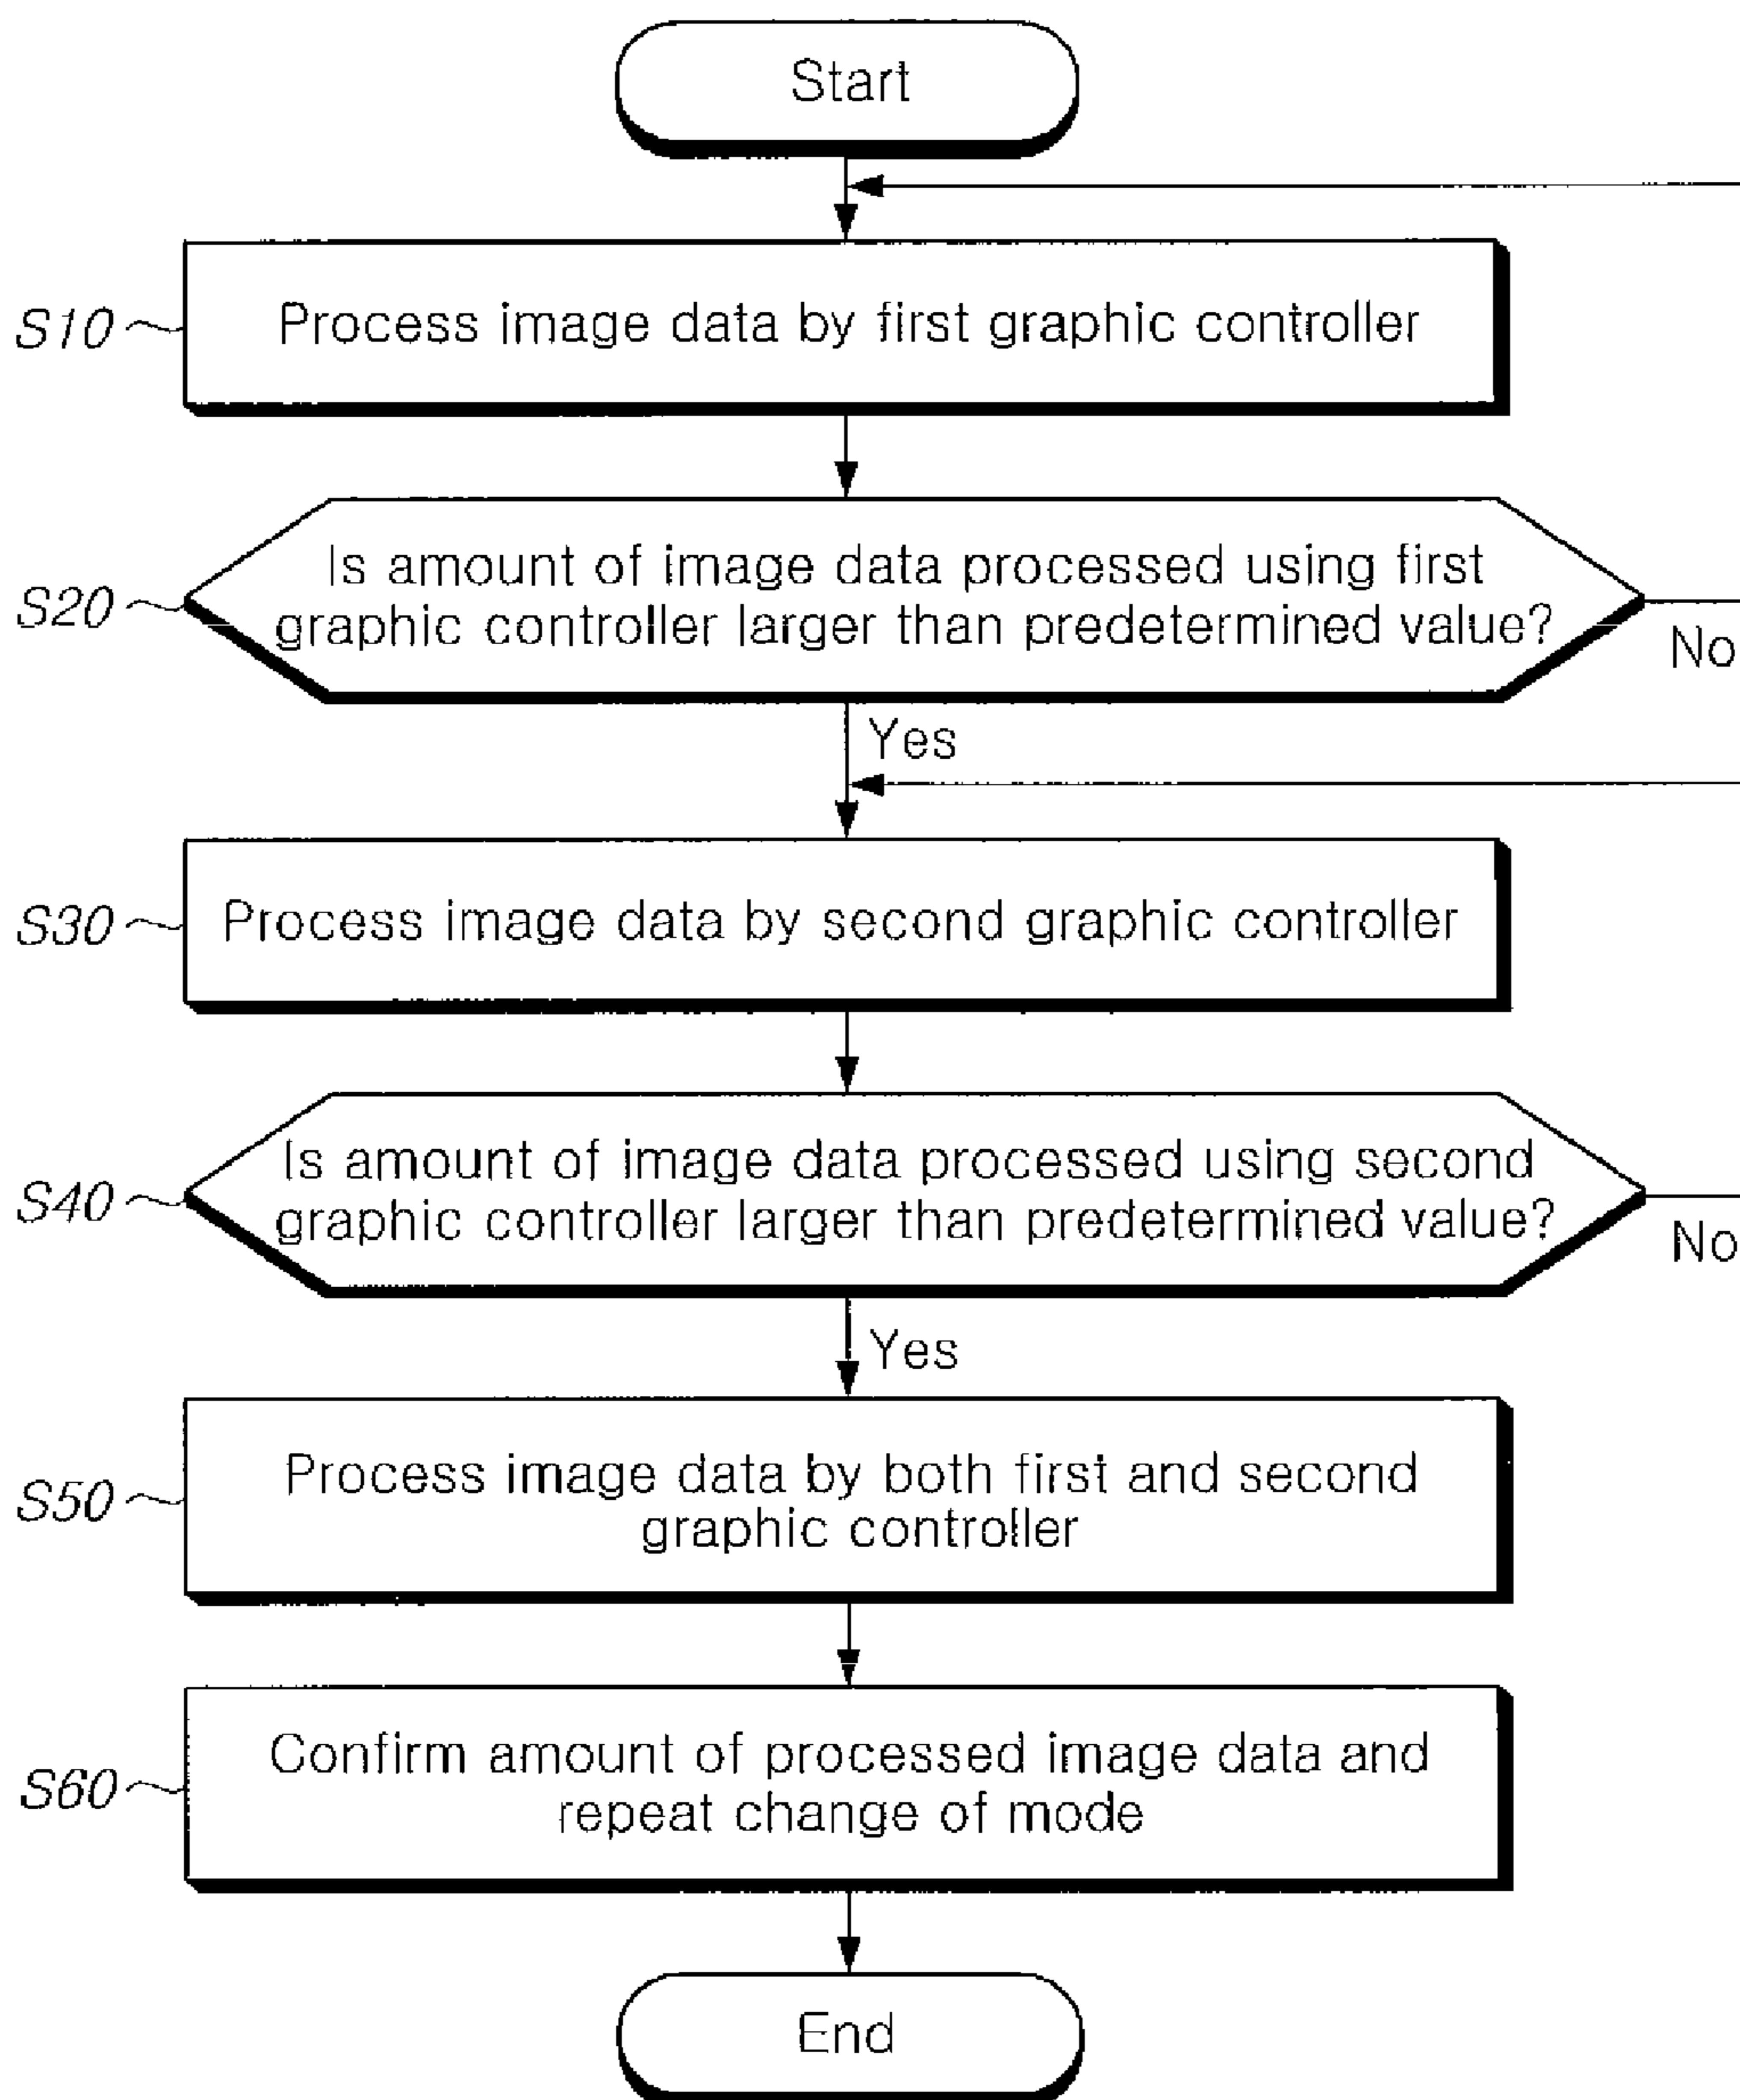 Start
S10
Process image data by first graphic controller
S20
Is amount of image data processed using first
graphic controller larger than predetermined value?
No
Yes
S30
Process image data by second graphic controller
S40
Is amount of image data processed using second
graphic controller larger than predetermined value?
No
Yes
S50
Process image data by both first and second
graphic controller
S60
Confirm amount of processed image data and
repeat change of mode
End